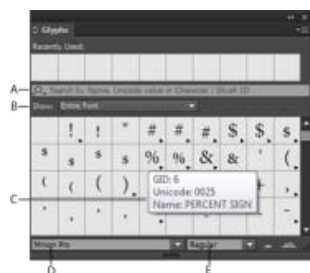 Glyphs
Recently Used:
A
Search by Name, Unicode value or Character / Glyph ID
B
Show: Entire Font
! ! " # # # $ $ $
$ $ $ $ % % & & ' (
C
( ( ( )
GID: 6
Unicode: 0025
Name: PERCENT SIGN
Minion Pro
Regular
D
E